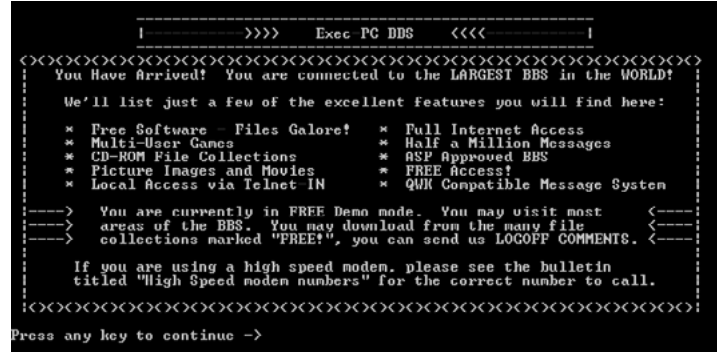 >>>> Exec-PC BBS <<<<
You Have Arrived! You are connected to the LARGEST BBS in the WORLD!
We'll list just a few of the excellent features you will find here:
* Free Software - Files Galore! * Full Internet Access
* Multi-User Games * Half a Million Messages
* CD-ROM File Collections * ASP Approved BBS
* Picture Images and Movies * FREE Access!
* Local Access via Telnet-IN * QWK Compatible Message System
----> You are currently in FREE Demo mode. You may visit most <----
----> areas of the BBS. You may download from the many file <----
----> collections marked "FREE!", you can send us LOGOFF COMMENTS. <----
If you are using a high speed modem, please see the bulletin
titled "High Speed modem numbers" for the correct number to call.
Press any key to continue ->